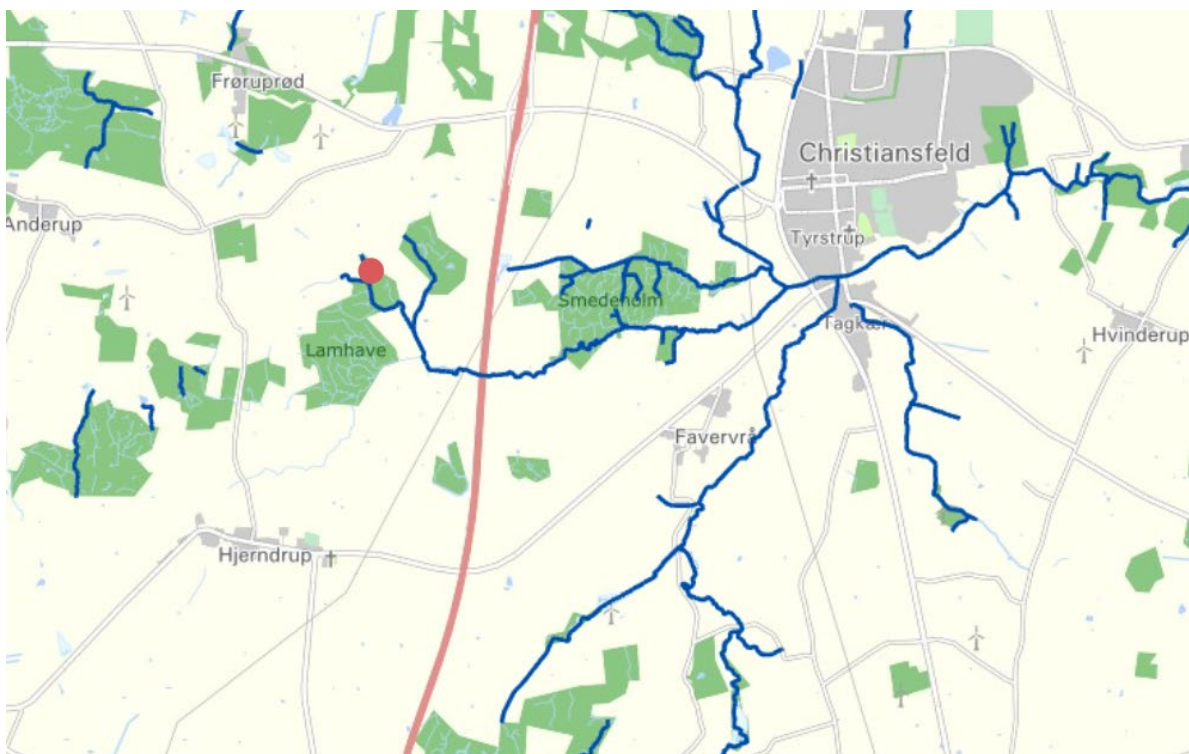 Frøruprød
Christiansfeld
Anderup
Tyrstrup
Smedeholm
Tagkær
Hvinderup
Lamhave
Favervrå
Hjerndrup